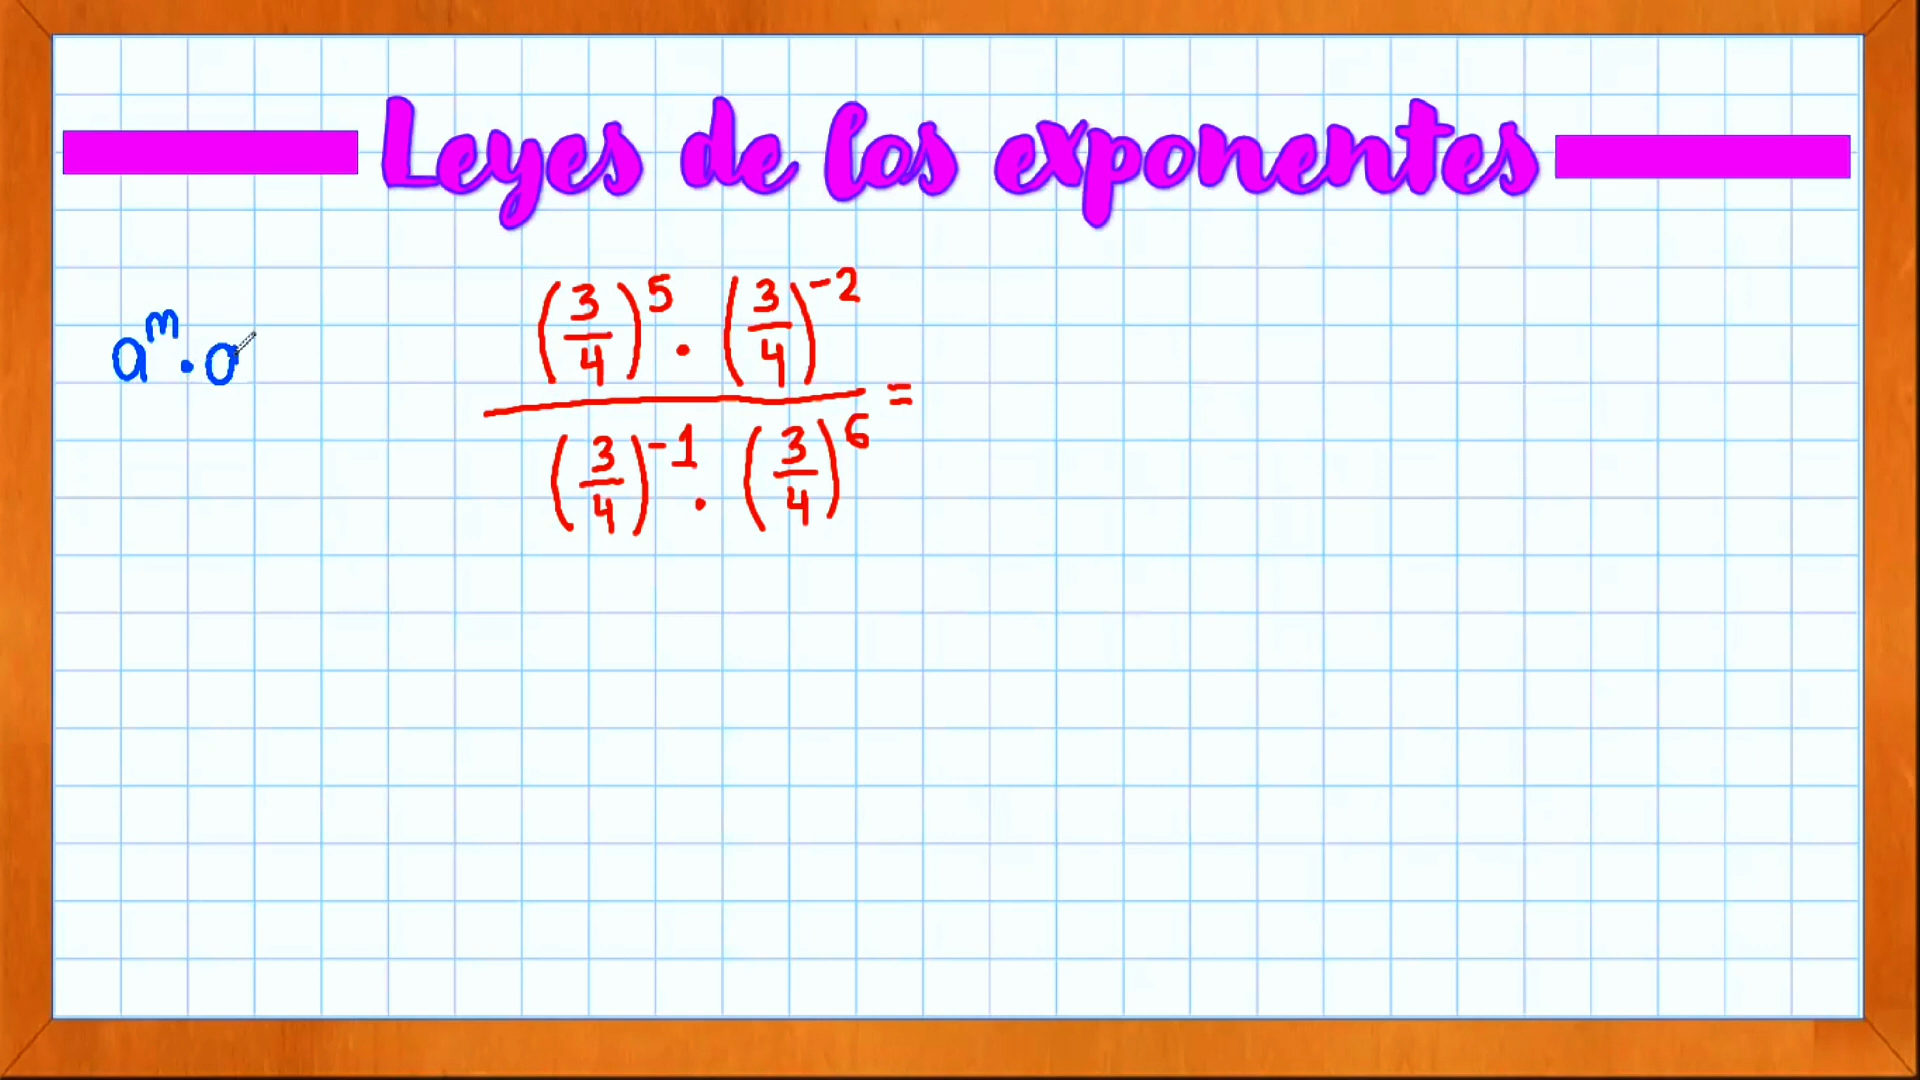 Leyes de los exponentes
a^m · a
(3/4)^5 · (3/4)^-2
(3/4)^-1 · (3/4)^6 =